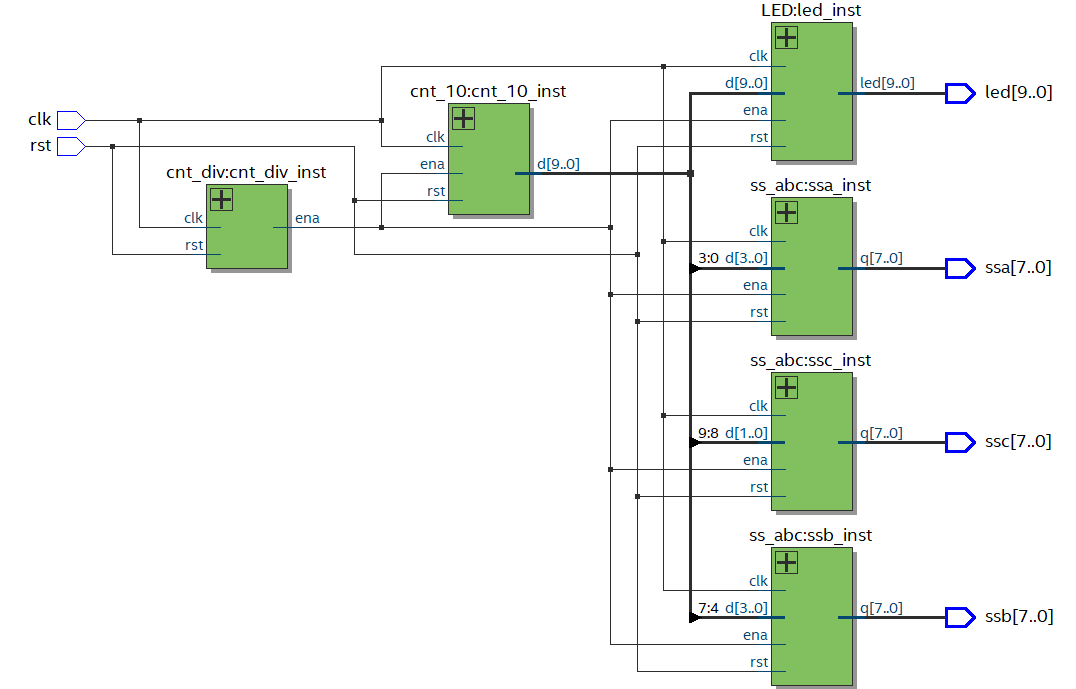 LED:led_inst
clk
d[9..0]
led[9..0]
led[9..0]
ena
rst
cnt_10:cnt_10_inst
clk
ena
d[9..0]
rst
clk
rst
cnt_div:cnt_div_inst
clk
ena
rst
ss_abc:ssa_inst
clk
3:0 d[3..0]
q[7..0]
ssa[7..0]
ena
rst
ss_abc:ssc_inst
clk
9:8 d[1..0]
q[7..0]
ssc[7..0]
ena
rst
ss_abc:ssb_inst
clk
7:4 d[3..0]
q[7..0]
ssb[7..0]
ena
rst